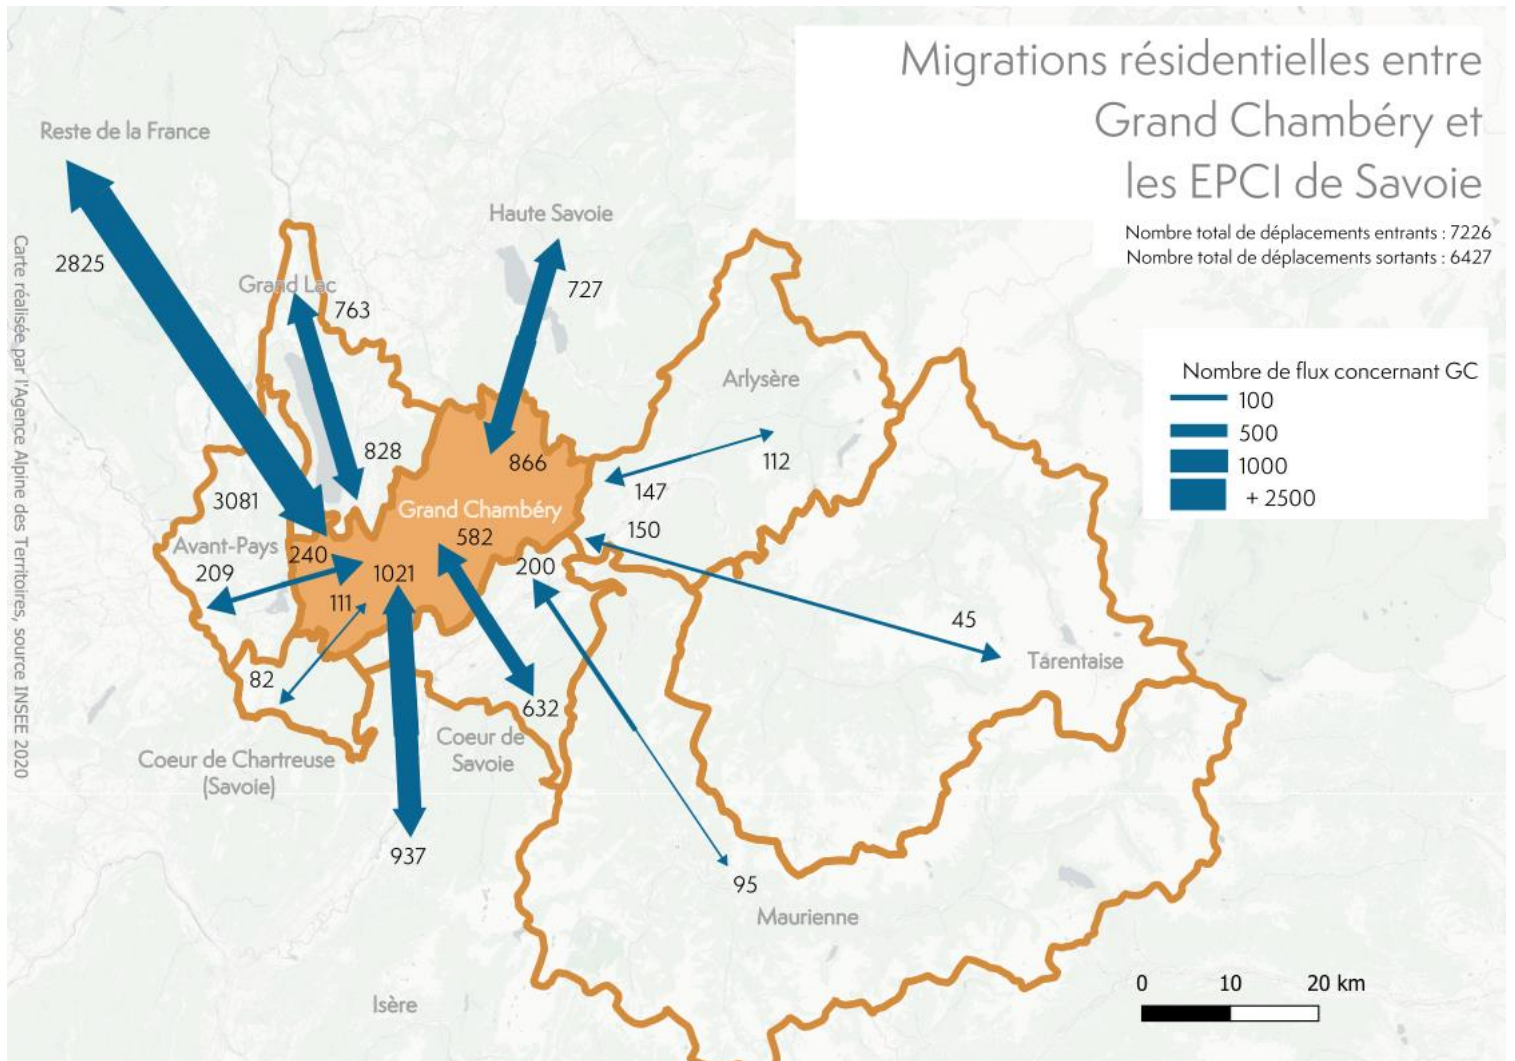 Migrations résidentielles entre
Grand Chambéry et
les EPCI de Savoie
Nombre total de déplacements entrants : 7226
Nombre total de déplacements sortants : 6427
Reste de la France
2825
Haute Savoie
727
Grand Lac
763
Arlysère
Nombre de flux concernant GC
100
500
1000
+ 2500
828
866
112
147
3081
Grand Chambéry
582
150
Avant-Pays
240
209
1021
200
111
45
Tarentaise
82
632
Coeur de
Savoie
Coeur de Chartreuse
(Savoie)
937
95
Maurienne
Isère
0 10 20 km
Carte réalisée par l'Agence Alpine des Territoires, source INSEE 2020